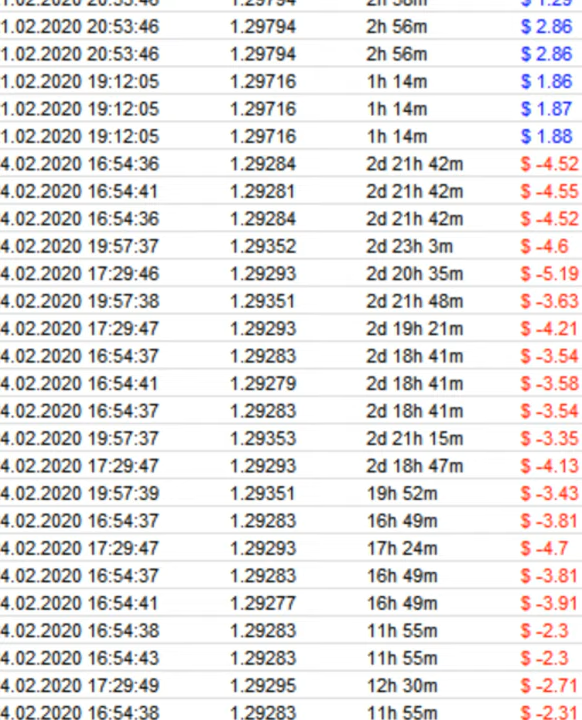 1.02.2020 20:53:46 1.29794 2h 58m $ 1.29
1.02.2020 20:53:46 1.29794 2h 56m $ 2.86
1.02.2020 20:53:46 1.29794 2h 56m $ 2.86
1.02.2020 19:12:05 1.29716 1h 14m $ 1.86
1.02.2020 19:12:05 1.29716 1h 14m $ 1.87
1.02.2020 19:12:05 1.29716 1h 14m $ 1.88
4.02.2020 16:54:36 1.29284 2d 21h 42m $ -4.52
4.02.2020 16:54:41 1.29281 2d 21h 42m $ -4.55
4.02.2020 16:54:36 1.29284 2d 21h 42m $ -4.52
4.02.2020 19:57:37 1.29352 2d 23h 3m $ -4.6
4.02.2020 17:29:46 1.29293 2d 20h 35m $ -5.19
4.02.2020 19:57:38 1.29351 2d 21h 48m $ -3.63
4.02.2020 17:29:47 1.29293 2d 19h 21m $ -4.21
4.02.2020 16:54:37 1.29283 2d 18h 41m $ -3.54
4.02.2020 16:54:41 1.29279 2d 18h 41m $ -3.58
4.02.2020 16:54:37 1.29283 2d 18h 41m $ -3.54
4.02.2020 19:57:37 1.29353 2d 21h 15m $ -3.35
4.02.2020 17:29:47 1.29293 2d 18h 47m $ -4.13
4.02.2020 19:57:39 1.29351 19h 52m $ -3.43
4.02.2020 16:54:37 1.29283 16h 49m $ -3.81
4.02.2020 17:29:47 1.29293 17h 24m $ -4.7
4.02.2020 16:54:37 1.29283 16h 49m $ -3.81
4.02.2020 16:54:41 1.29277 16h 49m $ -3.91
4.02.2020 16:54:38 1.29283 11h 55m $ -2.3
4.02.2020 16:54:43 1.29283 11h 55m $ -2.3
4.02.2020 17:29:49 1.29295 12h 30m $ -2.71
4.02.2020 16:54:38 1.29283 11h 55m $ -2.31